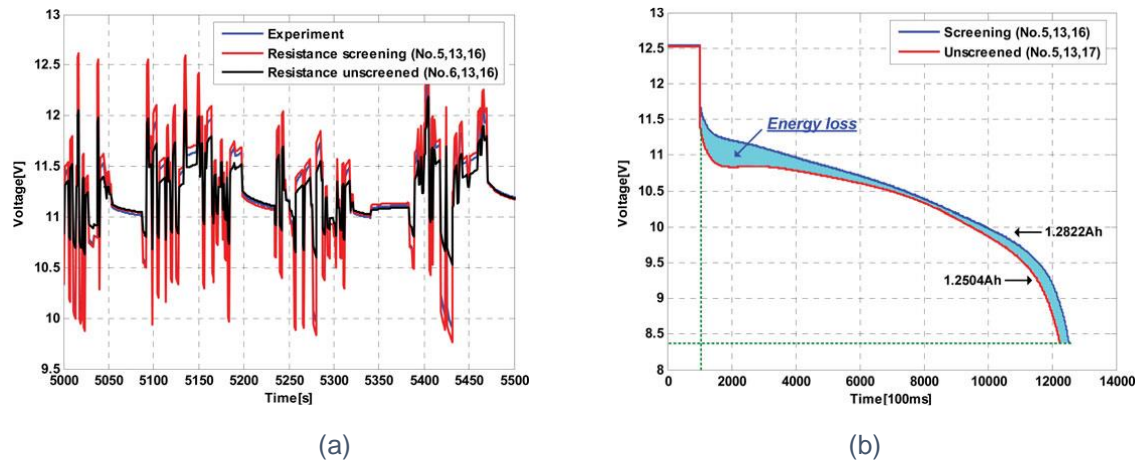 13
12.5
12
11.5
11
10.5
10
9.5
Voltage[V]
Experiment
Resistance screening (No.5,13,16)
Resistance unscreened (No.6,13,16)
5000 5050 5100 5150 5200 5250 5300 5350 5400 5450 5500
Time[s]
(a)
13
12.5
12
11.5
11
10.5
10
9.5
9
8.5
8
Voltage[V]
Screening (No.5,13,16)
Unscreened (No.5,13,17)
Energy loss
1.2822Ah
1.2504Ah
0 2000 4000 6000 8000 10000 12000 14000
Time[100ms]
(b)